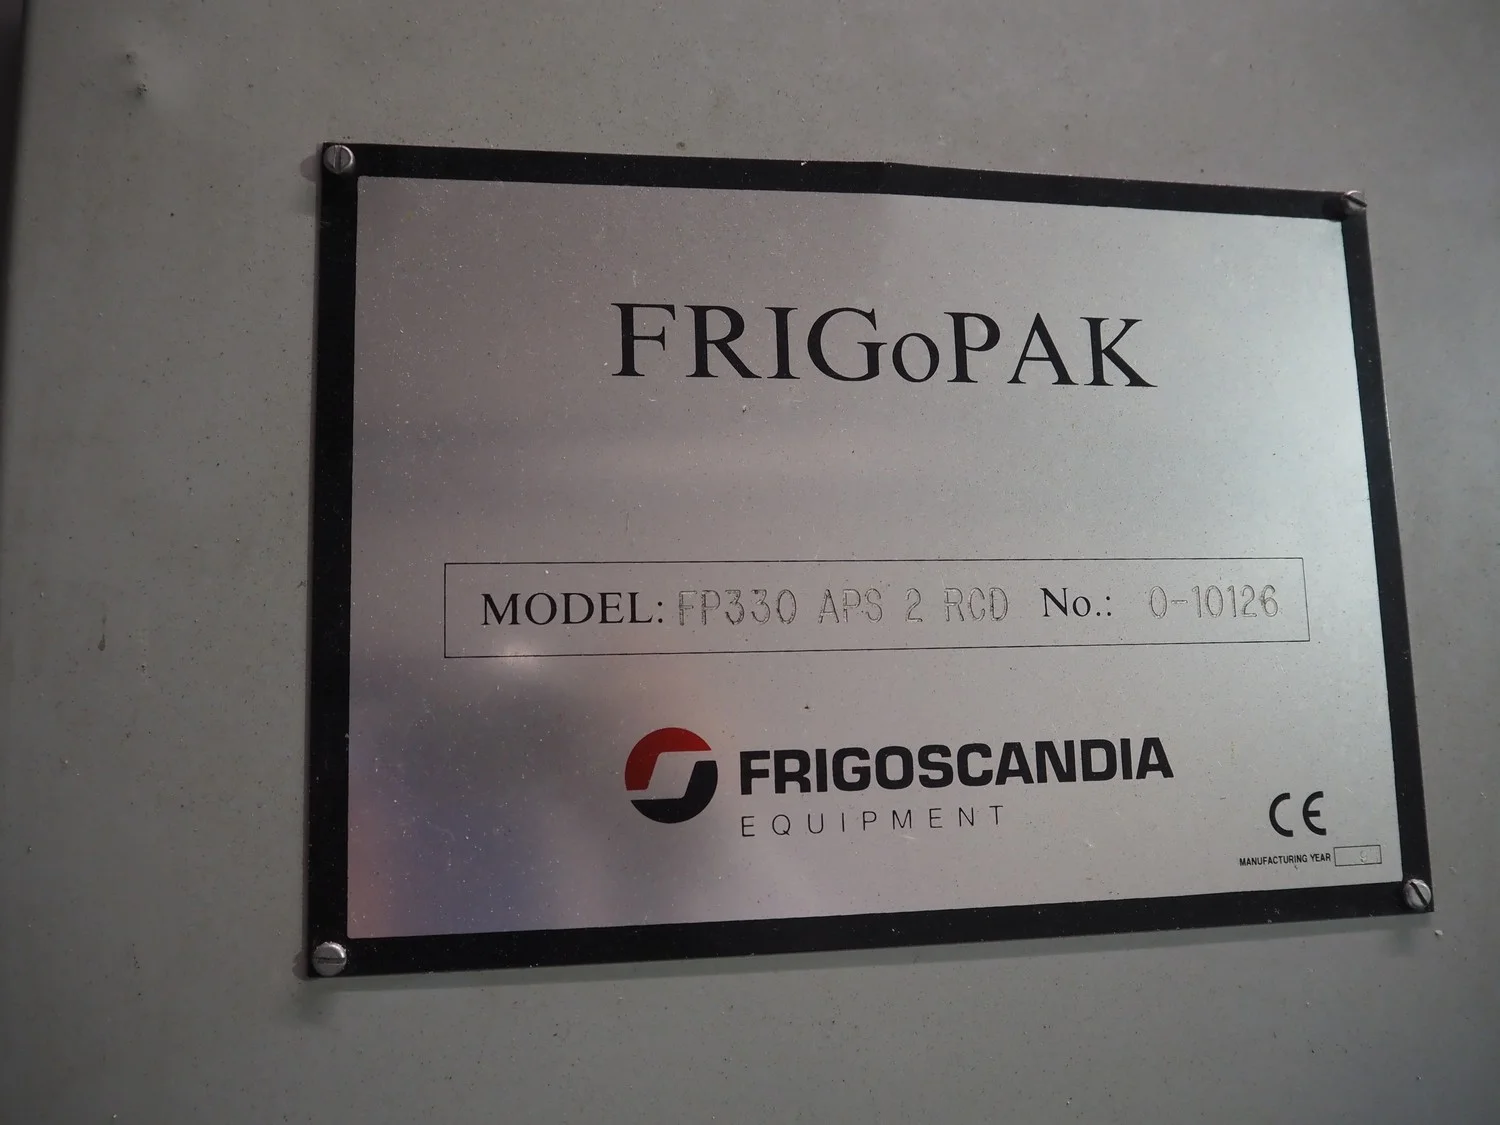 FRIGoPAK
MODEL: FP330 APS 2 RCD No.: 0-10126
FRIGOSCANDIA
EQUIPMENT
CE
MANUFACTURING YEAR